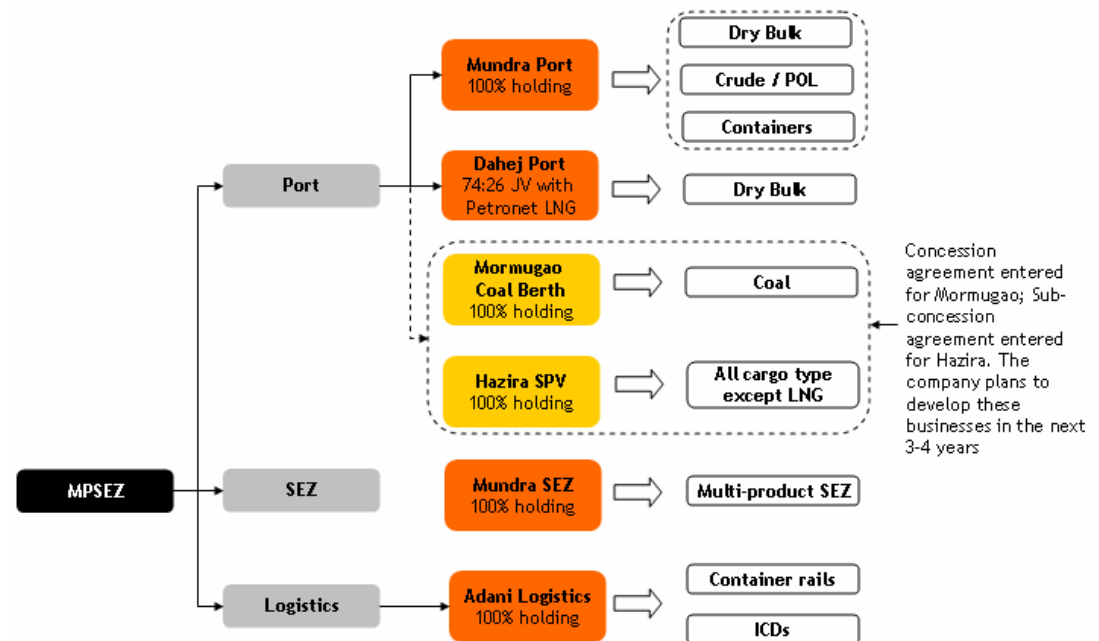 Dry Bulk
Mundra Port
100% holding
Crude / POL
Containers
Dahej Port
74:26 JV with
Petronet LNG
Port
Dry Bulk
Mormugao
Coal Berth
100% holding
Coal
Hazira SPV
100% holding
All cargo type
except LNG
Concession
agreement entered
for Mormugao; Sub-
concession
agreement entered
for Hazira. The
company plans to
develop these
businesses in the next
3-4 years
MPSEZ
SEZ
Mundra SEZ
100% holding
Multi-product SEZ
Logistics
Adani Logistics
100% holding
Container rails
ICDs